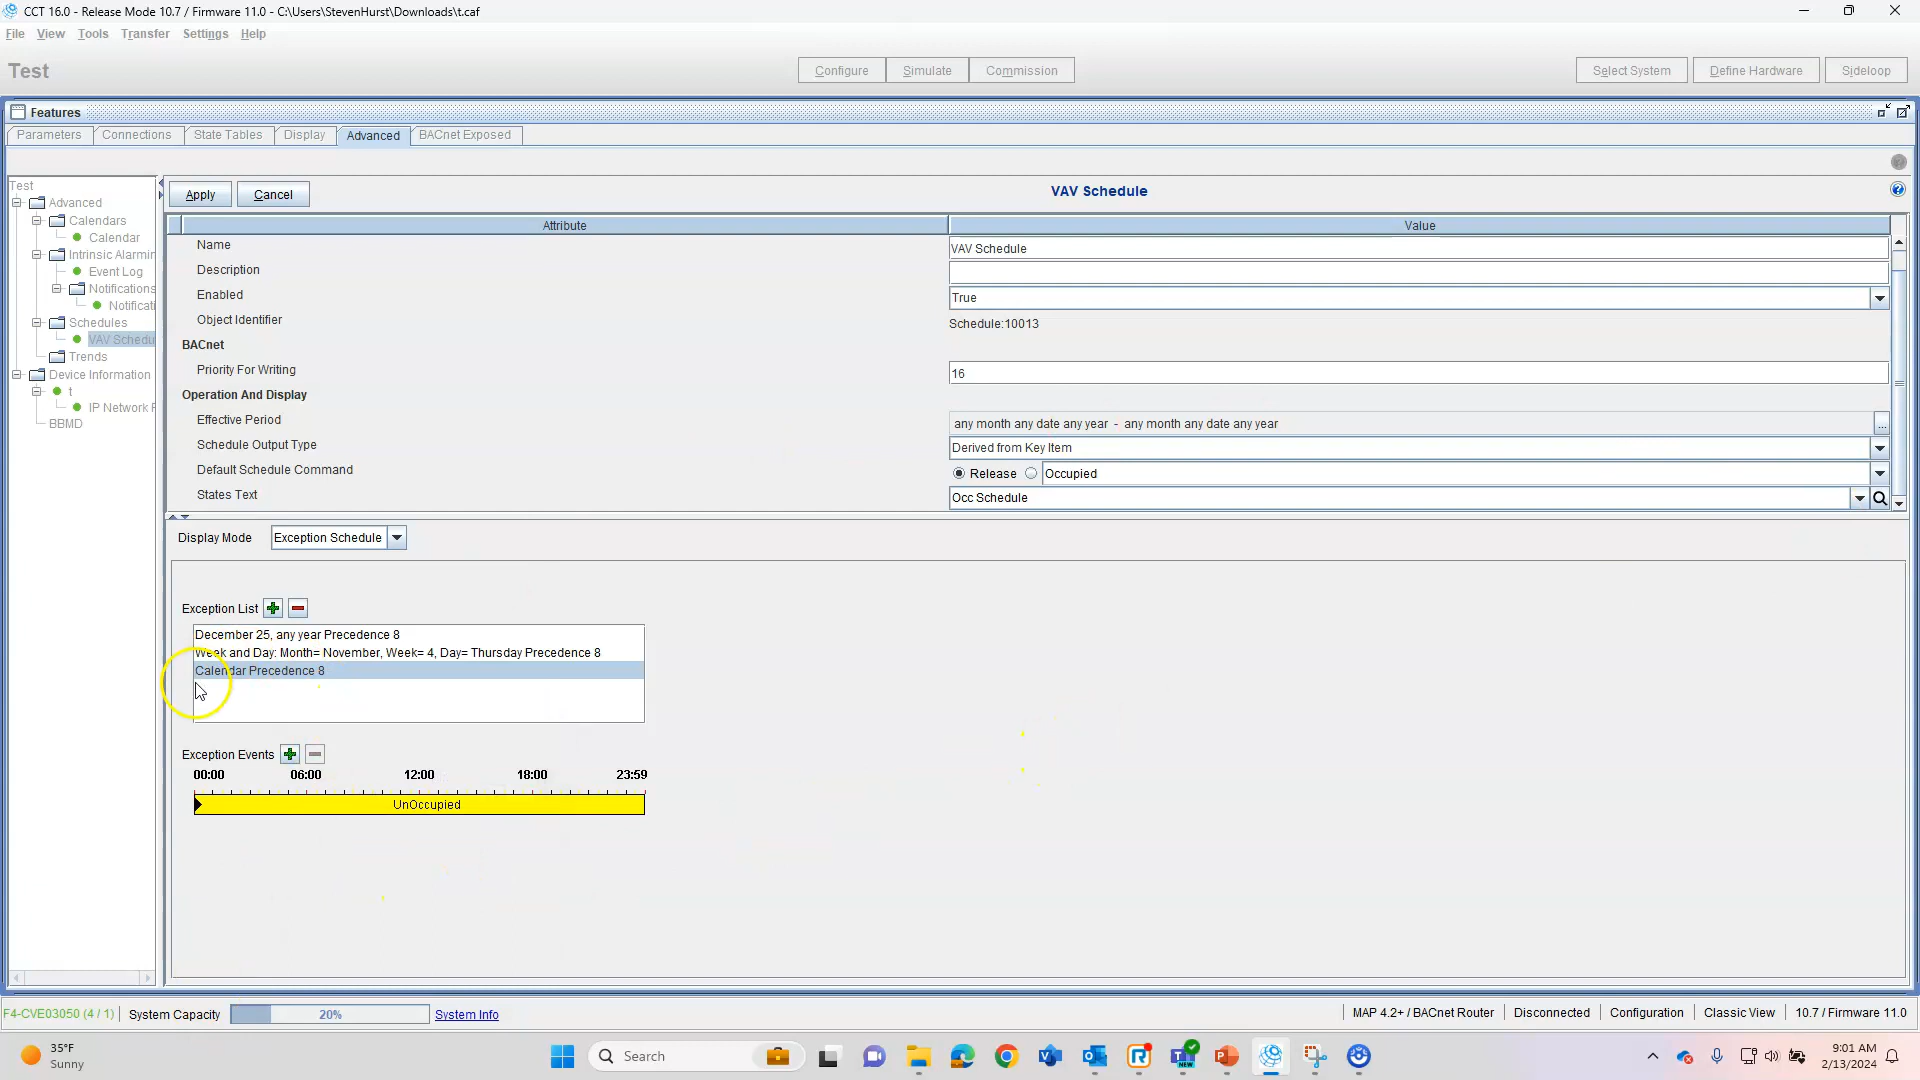 CCT 16.0 - Release Mode 10.7 / Firmware 11.0 - C:\Users\StevenHurst\Downloads\t.caf
File View Tools Transfer Settings Help
Test
Configure Simulate Commission
Select System Define Hardware Sideloop
Features
Parameters Connections State Tables Display Advanced BACnet Exposed
Test
Advanced
Calendars
Calendar
Intrinsic Alarmin
Event Log
Notifications
Notificati
Schedules
VAV Schedu
Trends
Device Information
t
IP Network P
BBMD
Apply Cancel
VAV Schedule
Attribute Value
Name VAV Schedule
Description
Enabled True
Object Identifier Schedule:10013
BACnet
Priority For Writing 16
Operation And Display
Effective Period any month any date any year - any month any date any year ...
Schedule Output Type Derived from Key Item
Default Schedule Command Release Occupied
States Text Occ Schedule
Display Mode Exception Schedule
Exception List
December 25, any year Precedence 8
Week and Day: Month= November, Week= 4, Day= Thursday Precedence 8
Calendar Precedence 8
Exception Events
00:00 06:00 12:00 18:00 23:59
UnOccupied
F4-CVE03050 (4 / 1) System Capacity 20% System Info
MAP 4.2+ / BACnet Router Disconnected Configuration Classic View 10.7 / Firmware 11.0
35°F
Sunny
Search
NEW
9:01 AM
2/13/2024